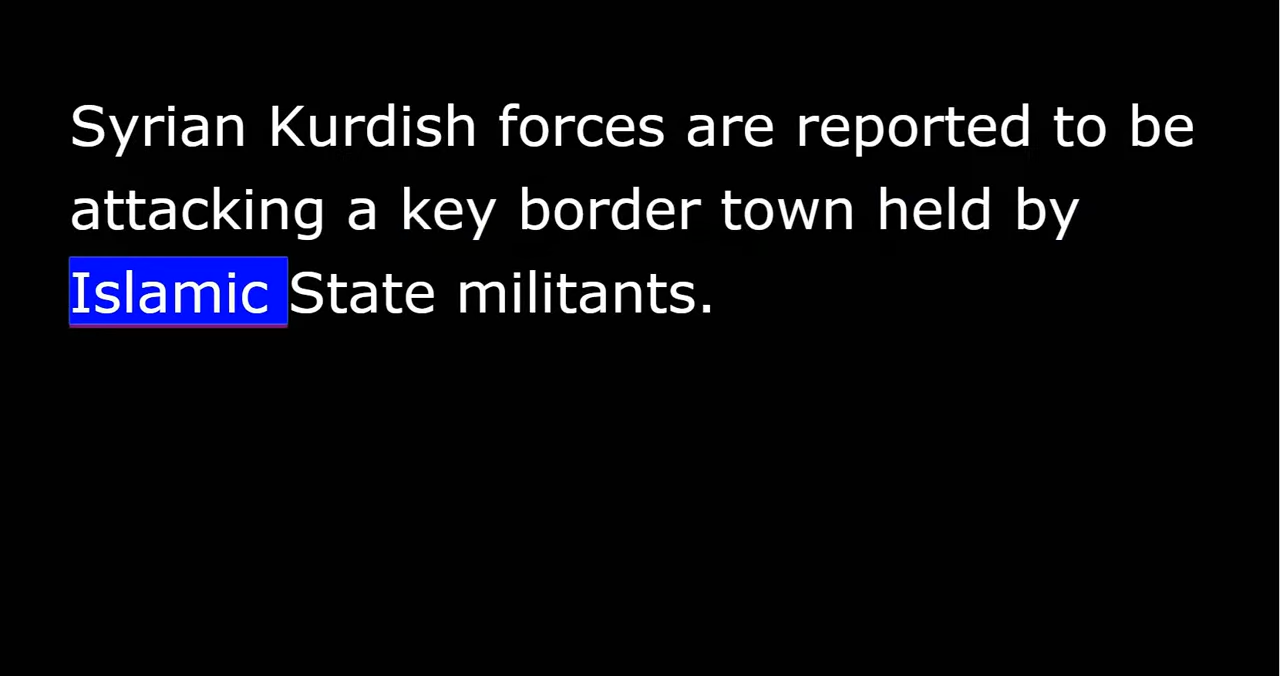 Syrian Kurdish forces are reported to be
attacking a key border town held by
Islamic State militants.